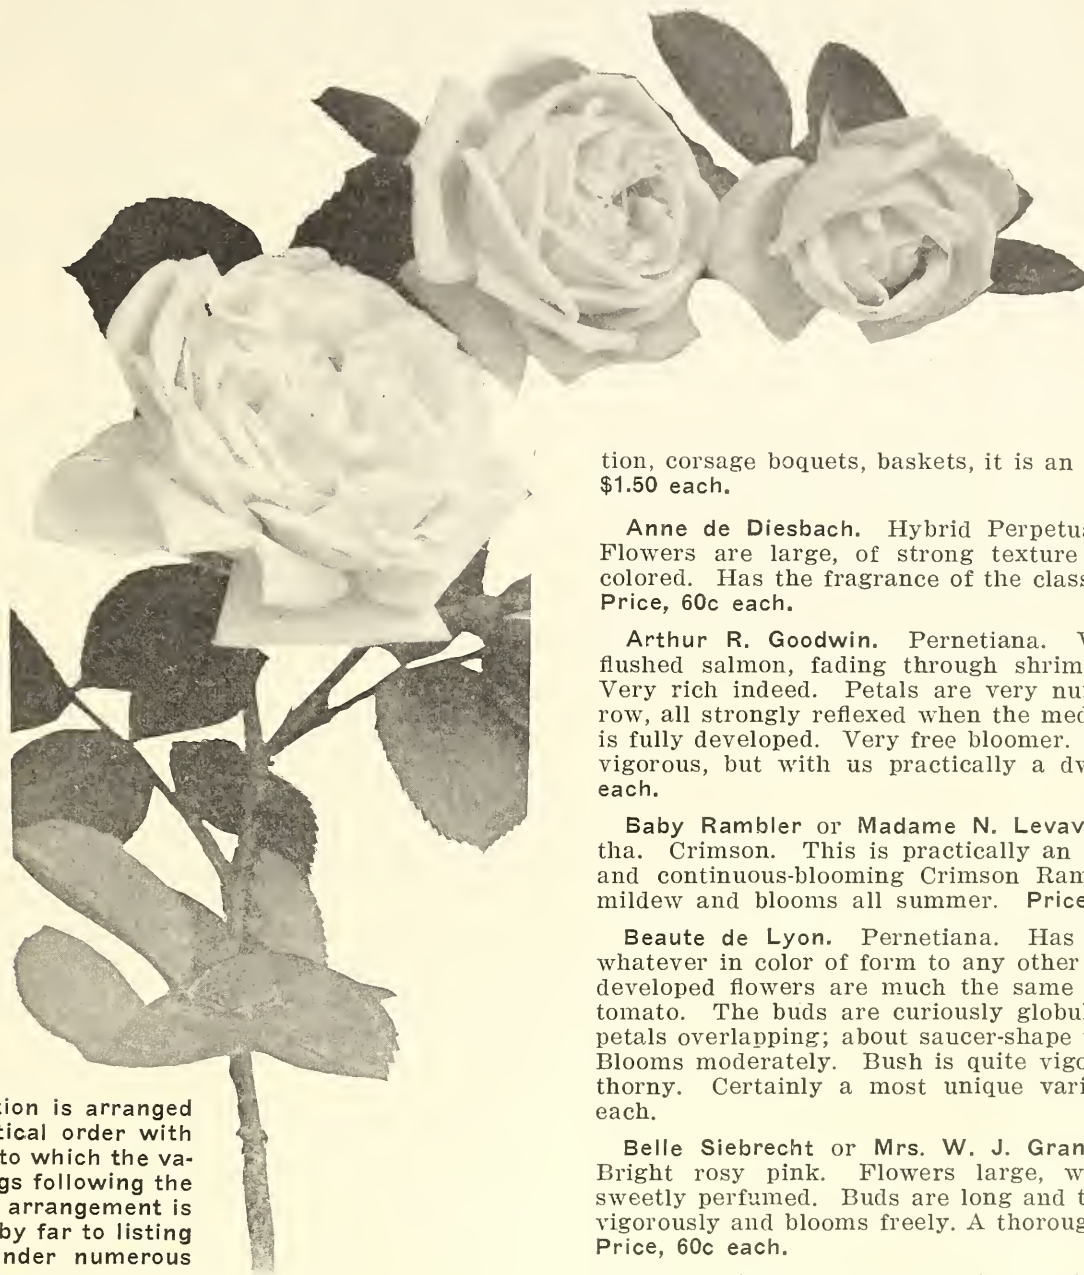 tion is arranged
tical order with
to which the va-
gs following the
arrangement is
by far to listing
nder numerous
tion, corsage boquets, baskets, it is an
$1.50 each.
Anne de Diesbach. Hybrid Perpetua
Flowers are large, of strong texture
colored. Has the fragrance of the class
Price, 60c each.
Arthur R. Goodwin. Pernetiana.
flushed salmon, fading through shrim
Very rich indeed. Petals are very nu
row, all strongly reflexed when the med
is fully developed. Very free bloomer.
vigorous, but with us practically a dw
each.
Baby Rambler or Madame N. Levav
tha. Crimson. This is practically an
and continuous-blooming Crimson Ram
mildew and blooms all summer. Price
Beaute de Lyon. Pernetiana. Has
whatever in color of form to any other
developed flowers are much the same
tomato. The buds are curiously globul
petals overlapping; about saucer-shape
Blooms moderately. Bush is quite vigo
thorny. Certainly a most unique vari
each.
Belle Siebrecht or Mrs. W. J. Gran
Bright rosy pink. Flowers large, w
sweetly perfumed. Buds are long and t
vigorously and blooms freely. A thoroug
Price, 60c each.